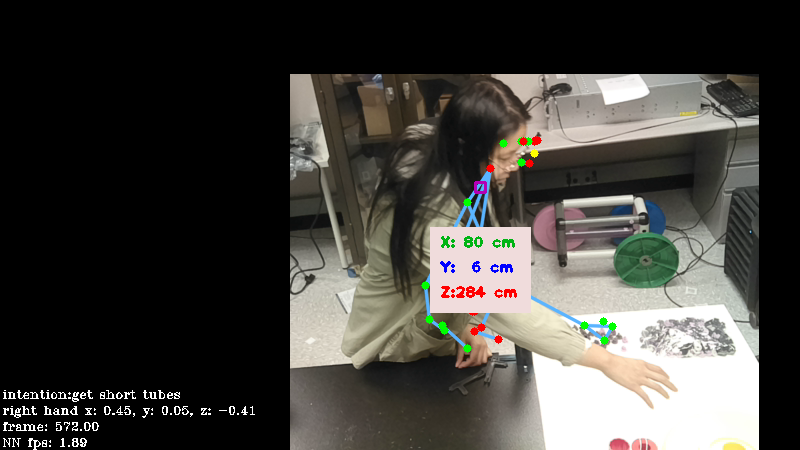 X: 80 cm
Y: 6 cm
Z:284 cm
intention:get short tubes
right hand x: 0.45, y: 0.05, z: -0.41
frame: 572.00
NN fps: 1.89